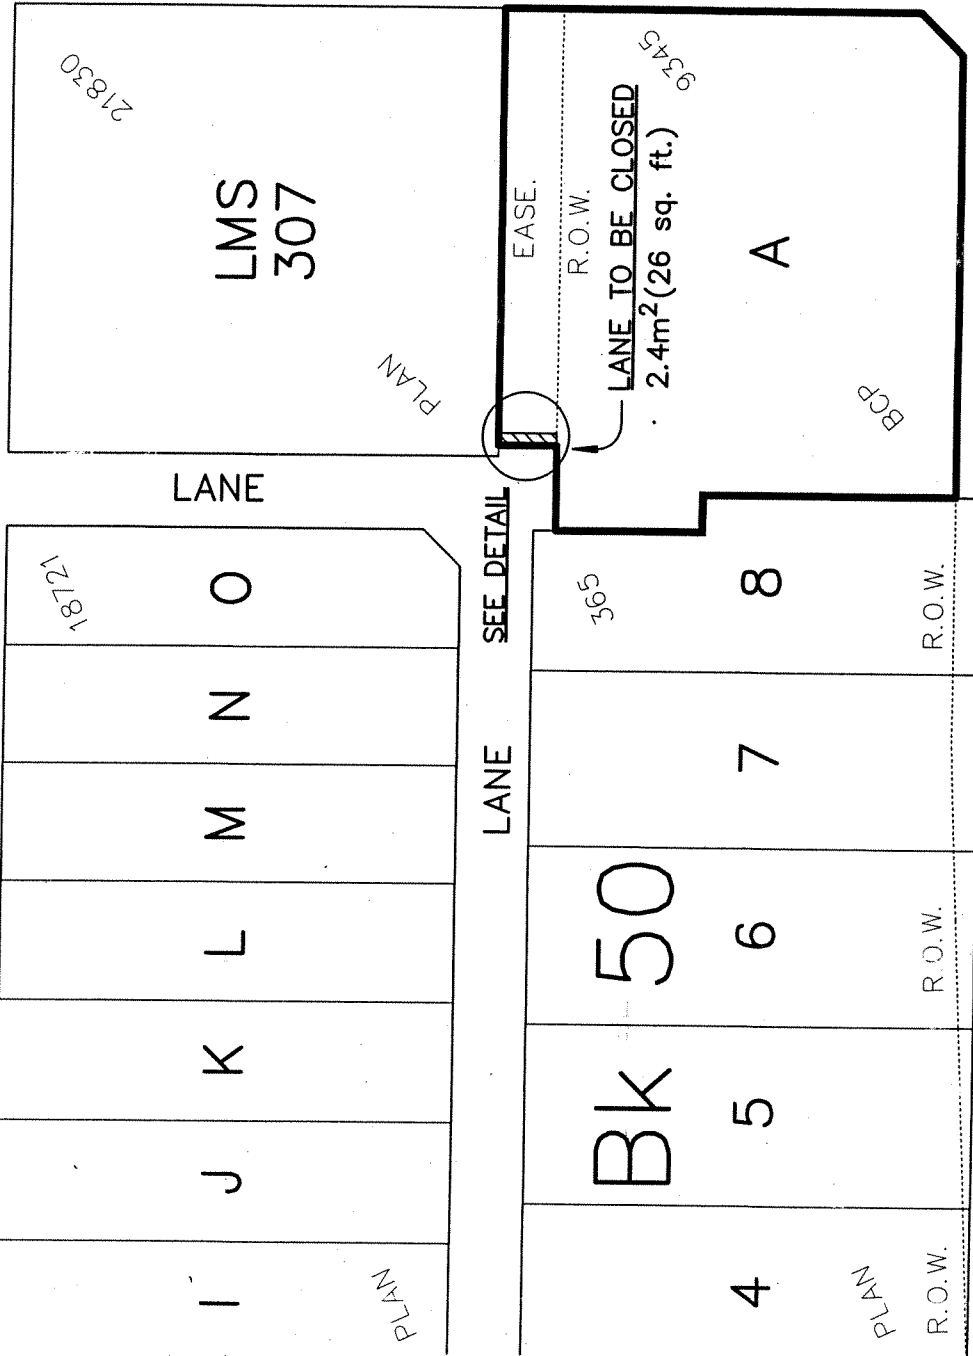 21830
LMS
307
PLAN
LANE
EASE.
R.O.W.
LANE TO BE CLOSED
2.4m²(26 sq. ft.)
9345
A
BCP
SEE DETAIL
18721
O
N
M
L
K
J
I
PLAN
LANE
365
8
7
6
5
4
BK 50
PLAN
R.O.W.
R.O.W.
R.O.W.